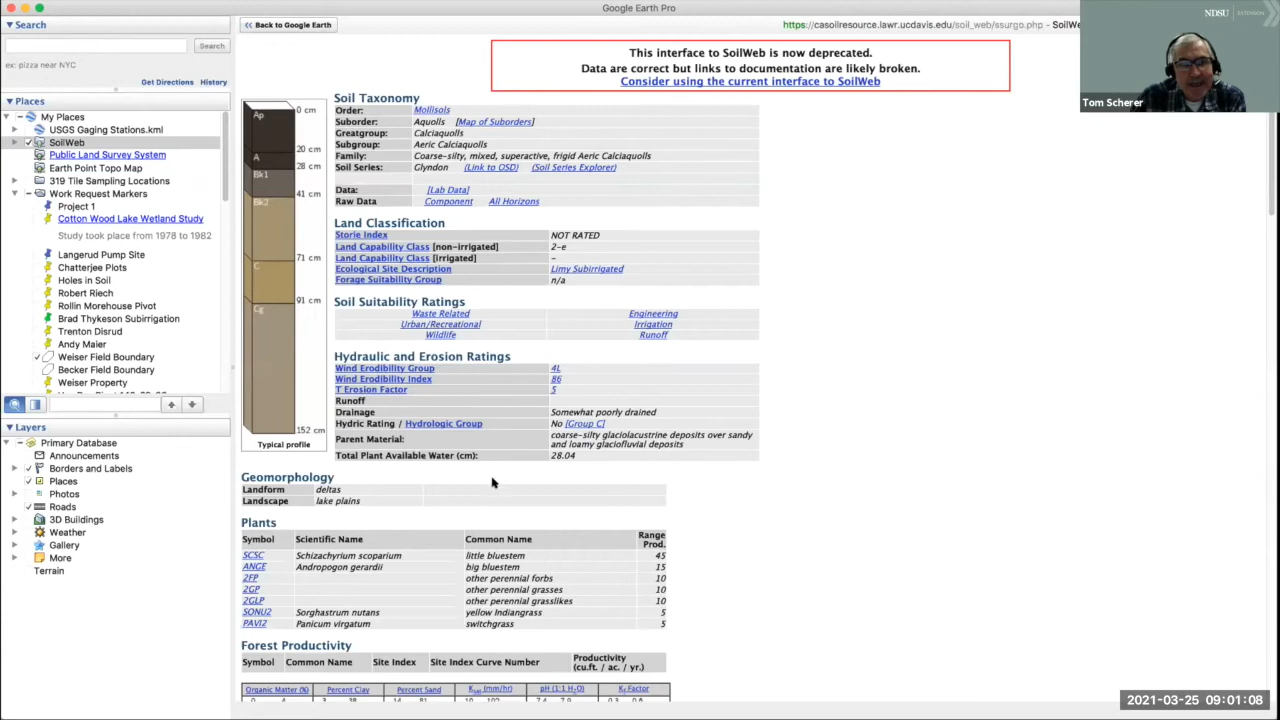 Google Earth Pro
Search
Search
ex: pizza near NYC
Get Directions History
Places
My Places
USGS Gaging Stations.kml
SoilWeb
Public Land Survey System
Earth Point Topo Map
319 Tile Sampling Locations
Work Request Markers
Project 1
Cotton Wood Lake Wetland Study
Study took place from 1978 to 1982
Langerud Pump Site
Chatterjee Plots
Holes in Soil
Robert Riech
Rollin Morehouse Pivot
Brad Thykeson Subirrigation
Trenton Disrud
Andy Maier
Weiser Field Boundary
Becker Field Boundary
Weiser Property
Layers
Primary Database
Announcements
Borders and Labels
Places
Photos
Roads
3D Buildings
Weather
Gallery
More
Terrain
Back to Google Earth
https://casoilresource.lawr.ucdavis.edu/soil_web/ssurgo.php - SoilWe
This interface to SoilWeb is now deprecated.
Data are correct but links to documentation are likely broken.
Consider using the current interface to SoilWeb
Ap
A
Bk1
Bk2
C
Cg
0 cm
20 cm
28 cm
41 cm
71 cm
91 cm
152 cm
Typical profile
Soil Taxonomy
Order: Mollisols
Suborder: Aquolls [Map of Suborders]
Greatgroup: Calciaquolls
Subgroup: Aeric Calciaquolls
Family: Coarse-silty, mixed, superactive, frigid Aeric Calciaquolls
Soil Series: Glyndon (Link to OSD) (Soil Series Explorer)
Data: [Lab Data]
Raw Data Component All Horizons
Land Classification
Storie Index NOT RATED
Land Capability Class [non-irrigated] 2-e
Land Capability Class [irrigated] -
Ecological Site Description Limy Subirrigated
Forage Suitability Group n/a
Soil Suitability Ratings
Waste Related Engineering
Urban/Recreational Irrigation
Wildlife Runoff
Hydraulic and Erosion Ratings
Wind Erodibility Group 4L
Wind Erodibility Index 86
T Erosion Factor 5
Runoff
Drainage Somewhat poorly drained
Hydric Rating / Hydrologic Group No [Group C]
Parent Material: coarse-silty glaciolacustrine deposits over sandy
and loamy glaciofluvial deposits
Total Plant Available Water (cm): 28.04
Geomorphology
Landform deltas
Landscape lake plains
Plants
Symbol Scientific Name Common Name Range Prod.
SCSC Schizachyrium scoparium little bluestem 45
ANGE Andropogon gerardii big bluestem 15
2FP other perennial forbs 10
2GP other perennial grasses 10
2GLP other perennial grasslikes 10
SONU2 Sorghastrum nutans yellow Indiangrass 5
PAVI2 Panicum virgatum switchgrass 5
Forest Productivity
Symbol Common Name Site Index Site Index Curve Number Productivity (cu.ft. / ac. / yr.)
Organic Matter (%) Percent Clay Percent Sand Ksat (mm/hr) pH (1:1 H2O) Kf Factor
NDSU EXTENSION
Tom Scherer
2021-03-25 09:01:08